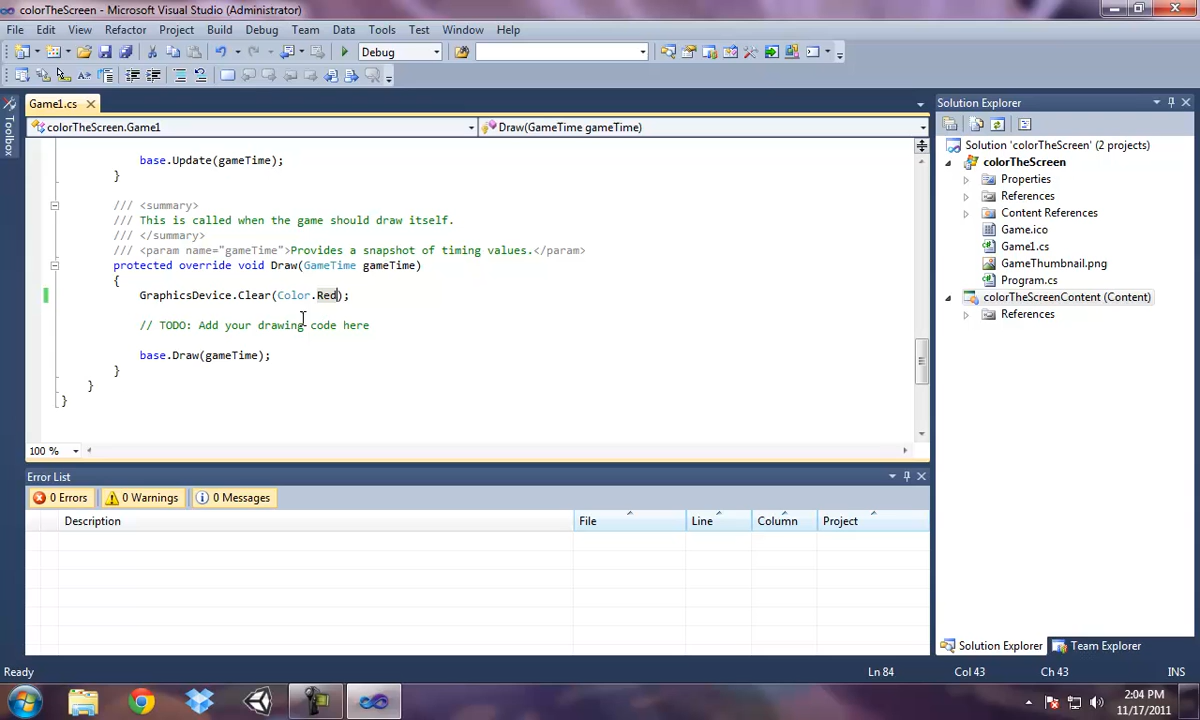 colorTheScreen - Microsoft Visual Studio (Administrator)
File Edit View Refactor Project Build Debug Team Data Tools Test Window Help
Debug
Game1.cs
Toolbox
colorTheScreen.Game1
Draw(GameTime gameTime)
base.Update(gameTime);
}
/// <summary>
/// This is called when the game should draw itself.
/// </summary>
/// <param name="gameTime">Provides a snapshot of timing values.</param>
protected override void Draw(GameTime gameTime)
{
GraphicsDevice.Clear(Color.Red);
// TODO: Add your drawing code here
base.Draw(gameTime);
}
}
}
100 %
Solution Explorer
Solution 'colorTheScreen' (2 projects)
colorTheScreen
Properties
References
Content References
Game.ico
Game1.cs
GameThumbnail.png
Program.cs
colorTheScreenContent (Content)
References
Error List
0 Errors 0 Warnings 0 Messages
Description File Line Column Project
Solution Explorer Team Explorer
Ready Ln 84 Col 43 Ch 43 INS
2:04 PM
11/17/2011